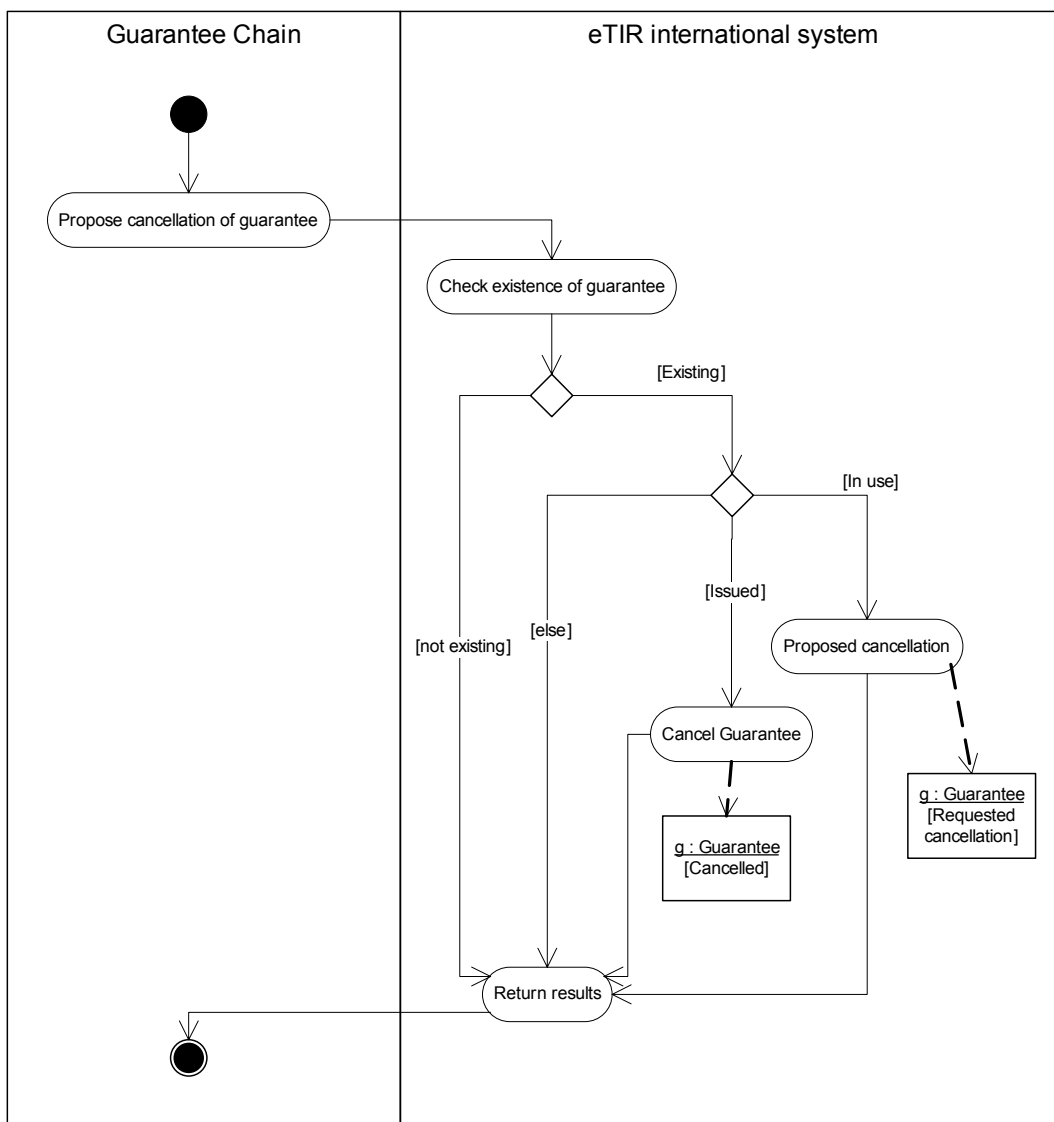 Guarantee Chain
eTIR international system
Propose cancellation of guarantee
Check existence of guarantee
[Existing]
[In use]
[Issued]
[else]
[not existing]
Proposed cancellation
Cancel Guarantee
g : Guarantee
[Requested
cancellation]
g : Guarantee
[Cancelled]
Return results